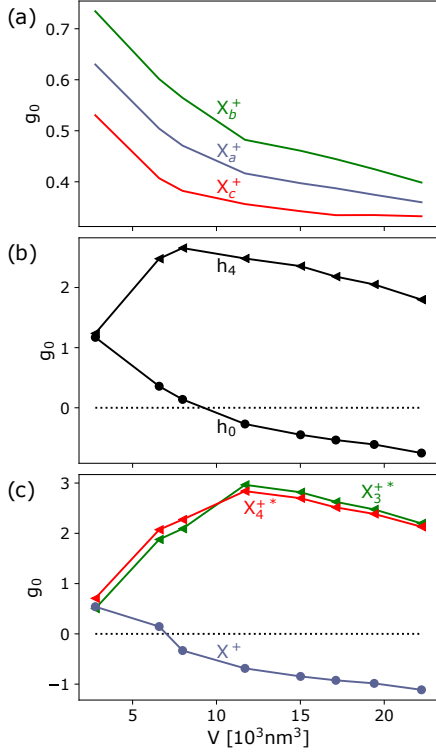 (a)
0.7
0.6
0.5
0.4
g₀
X_b^+
X_a^+
X_c^+
(b)
2
1
0
g₀
h₄
h₀
(c)
3
2
1
0
−1
g₀
X_3^{+*}
X_4^{+*}
X^+
5 10 15 20
V [10³nm³]